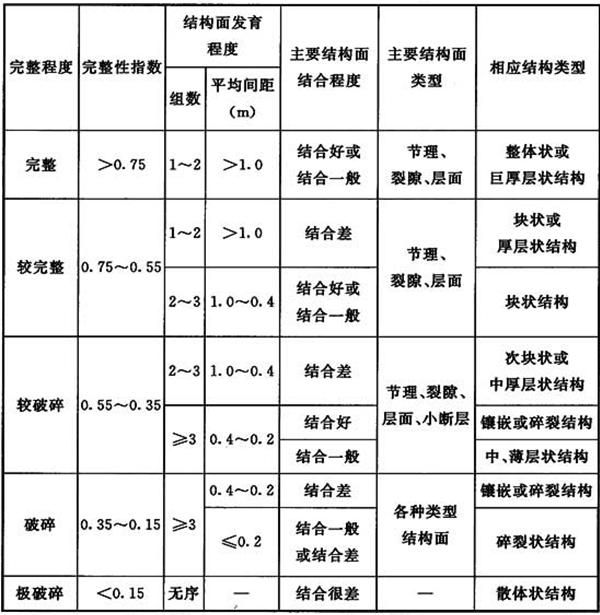 完整程度 完整性指数 结构面发育程度 主要结构面结合程度 主要结构面类型 相应结构类型
组数 平均间距(m)
完整 >0.75 1~2 >1.0 结合好或结合一般 节理、裂隙、层面 整体状或巨厚层状结构
较完整 0.75~0.55 1~2 >1.0 结合差 节理、裂隙、层面 块状或厚层状结构
2~3 1.0~0.4 结合好或结合一般 块状结构
较破碎 0.55~0.35 2~3 1.0~0.4 结合差 节理、裂隙、层面、小断层 次块状或中厚层状结构
≥3 0.4~0.2 结合好 镶嵌或碎裂结构
结合一般 中、薄层状结构
破碎 0.35~0.15 ≥3 0.4~0.2 结合差 各种类型结构面 镶嵌或碎裂结构
≤0.2 结合一般或结合差 碎裂状结构
极破碎 <0.15 无序 — 结合很差 — 散体状结构